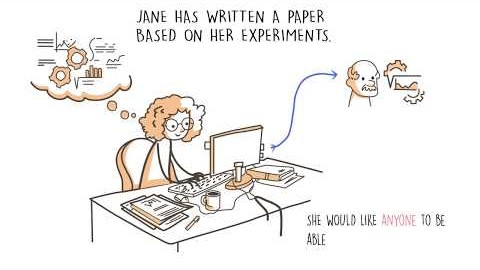 JANE HAS WRITTEN A PAPER
BASED ON HER EXPERIMENTS.
SHE WOULD LIKE ANYONE TO BE
ABLE